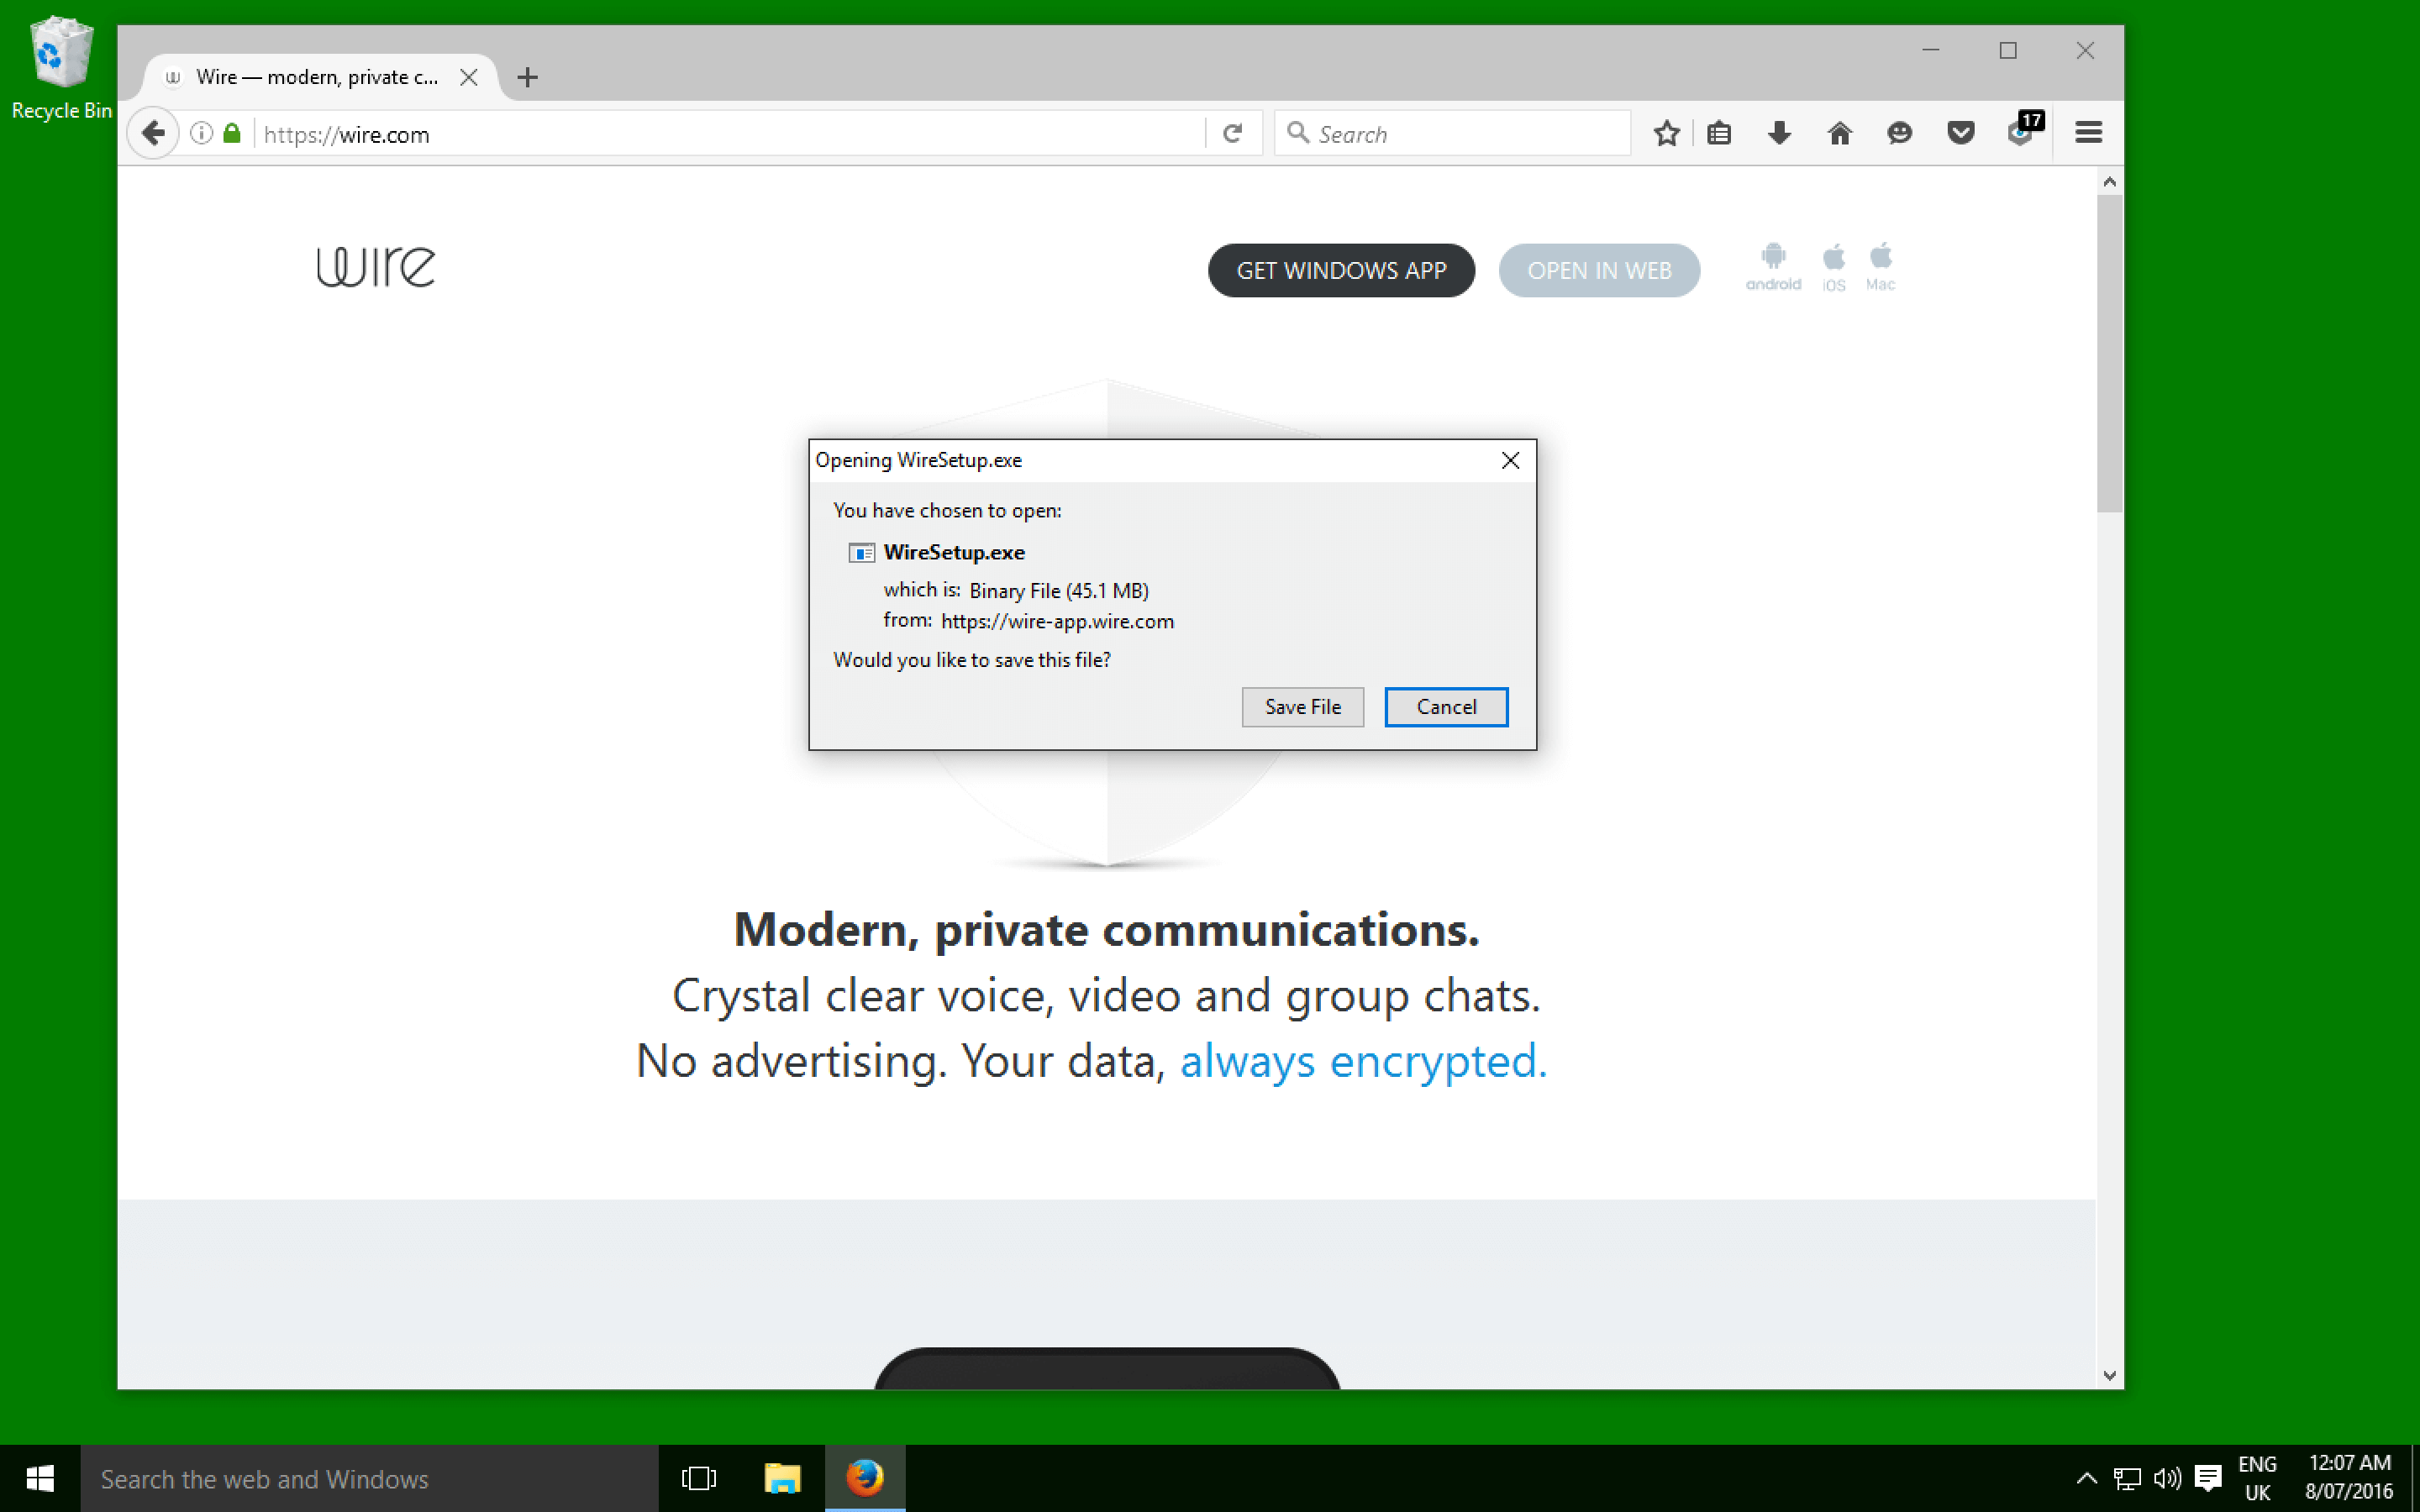 Recycle Bin
Wire — modern, private c...
https://wire.com
Search
17
wire
GET WINDOWS APP
OPEN IN WEB
android
iOS
Mac
Opening WireSetup.exe
You have chosen to open:
WireSetup.exe
which is: Binary File (45.1 MB)
from: https://wire-app.wire.com
Would you like to save this file?
Save File
Cancel
Modern, private communications.
Crystal clear voice, video and group chats.
No advertising. Your data, always encrypted.
Search the web and Windows
ENG
UK
12:07 AM
8/07/2016